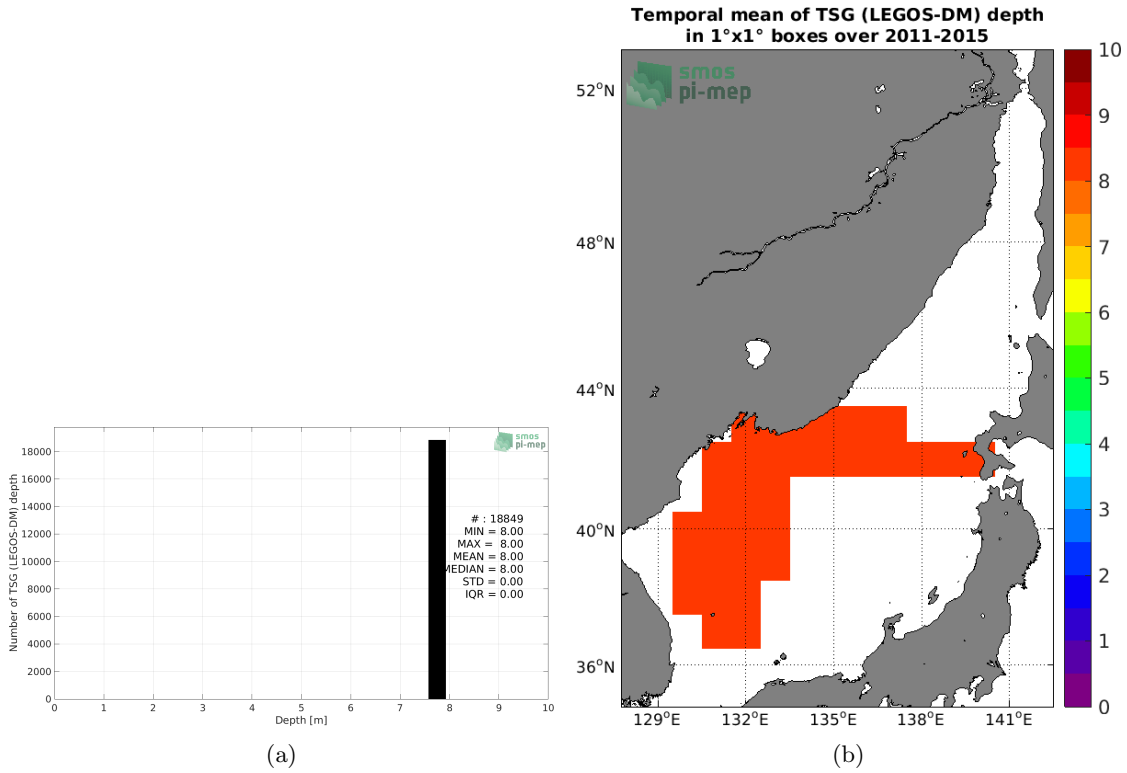 smos
pi-mep
Number of TSG (LEGOS-DM) depth
18000
16000
14000
12000
10000
8000
6000
4000
2000
0
# : 18849
MIN = 8.00
MAX = 8.00
MEAN = 8.00
MEDIAN = 8.00
STD = 0.00
IQR = 0.00
0 1 2 3 4 5 6 7 8 9 10
Depth [m]
(a)
Temporal mean of TSG (LEGOS-DM) depth
in 1°x1° boxes over 2011-2015
smos
pi-mep
52°N
48°N
44°N
40°N
36°N
129°E 132°E 135°E 138°E 141°E
10
9
8
7
6
5
4
3
2
1
0
(b)